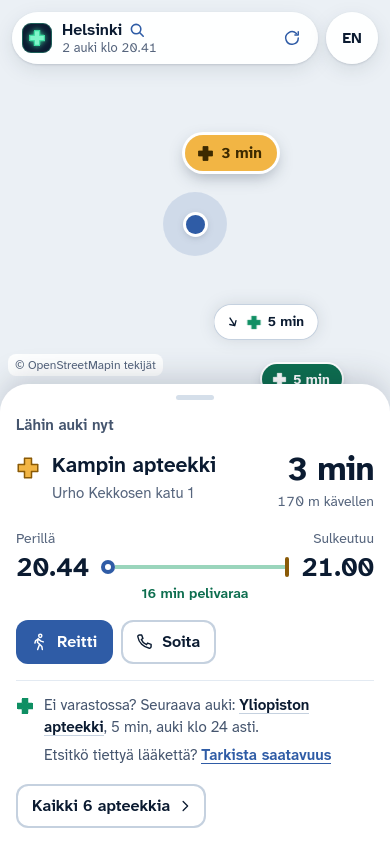 Helsinki
2 auki klo 20.41
EN
3 min
5 min
© OpenStreetMapin tekijät
5 min
Lähin auki nyt
Kampin apteekki
3 min
Urho Kekkosen katu 1
170 m kävellen
Perillä
Sulkeutuu
20.44
21.00
16 min pelivaraa
Reitti
Soita
Ei varastossa? Seuraava auki: Yliopiston
apteekki, 5 min, auki klo 24 asti.
Etsitkö tiettyä lääkettä? Tarkista saatavuus
Kaikki 6 apteekkia